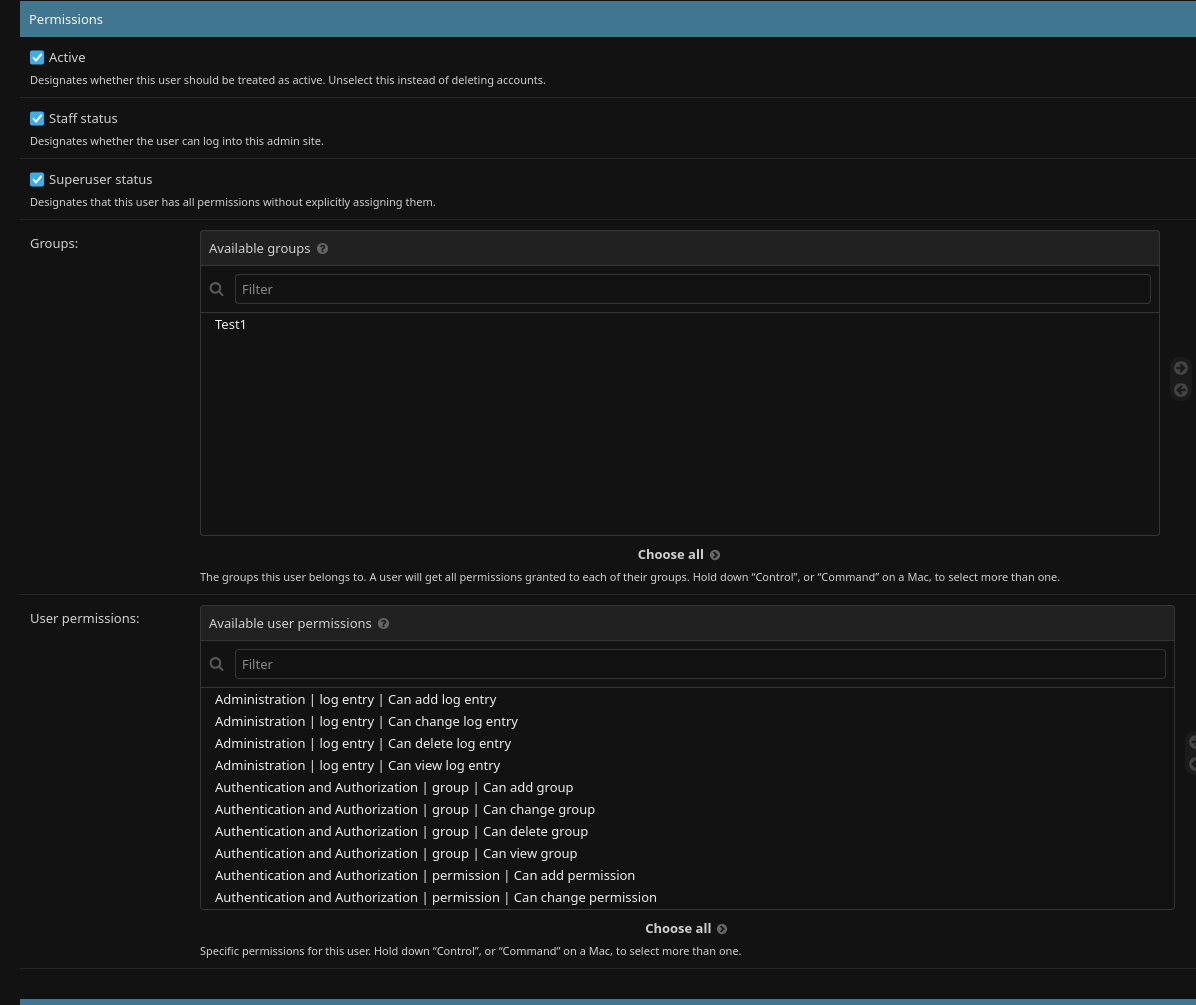 Permissions
Active
Designates whether this user should be treated as active. Unselect this instead of deleting accounts.
Staff status
Designates whether the user can log into this admin site.
Superuser status
Designates that this user has all permissions without explicitly assigning them.
Groups:
Available groups ?
Filter
Test1
Choose all
The groups this user belongs to. A user will get all permissions granted to each of their groups. Hold down “Control”, or “Command” on a Mac, to select more than one.
User permissions:
Available user permissions ?
Filter
Administration | log entry | Can add log entry
Administration | log entry | Can change log entry
Administration | log entry | Can delete log entry
Administration | log entry | Can view log entry
Authentication and Authorization | group | Can add group
Authentication and Authorization | group | Can change group
Authentication and Authorization | group | Can delete group
Authentication and Authorization | group | Can view group
Authentication and Authorization | permission | Can add permission
Authentication and Authorization | permission | Can change permission
Choose all
Specific permissions for this user. Hold down “Control”, or “Command” on a Mac, to select more than one.